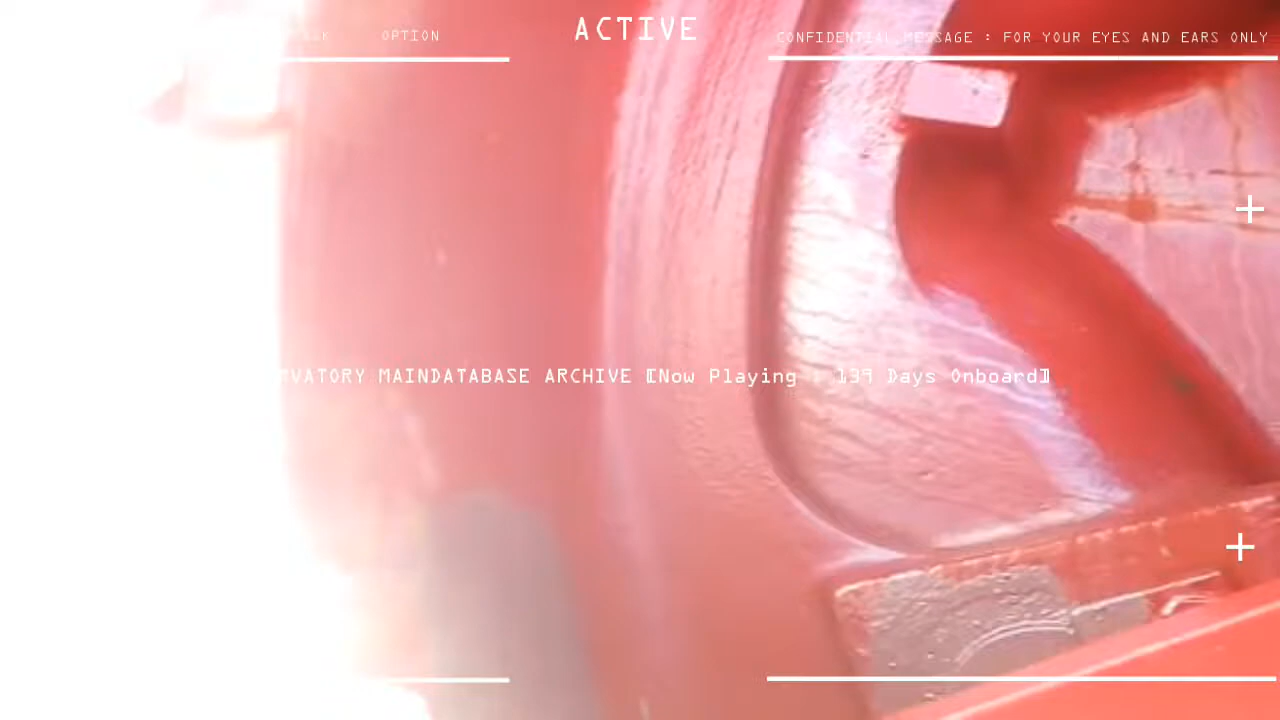 OPTION
ACTIVE
CONFIDENTIAL MESSAGE : FOR YOUR EYES AND EARS ONLY
MAINDATABASE ARCHIVE [Now Playing : 139 Days Onboard]